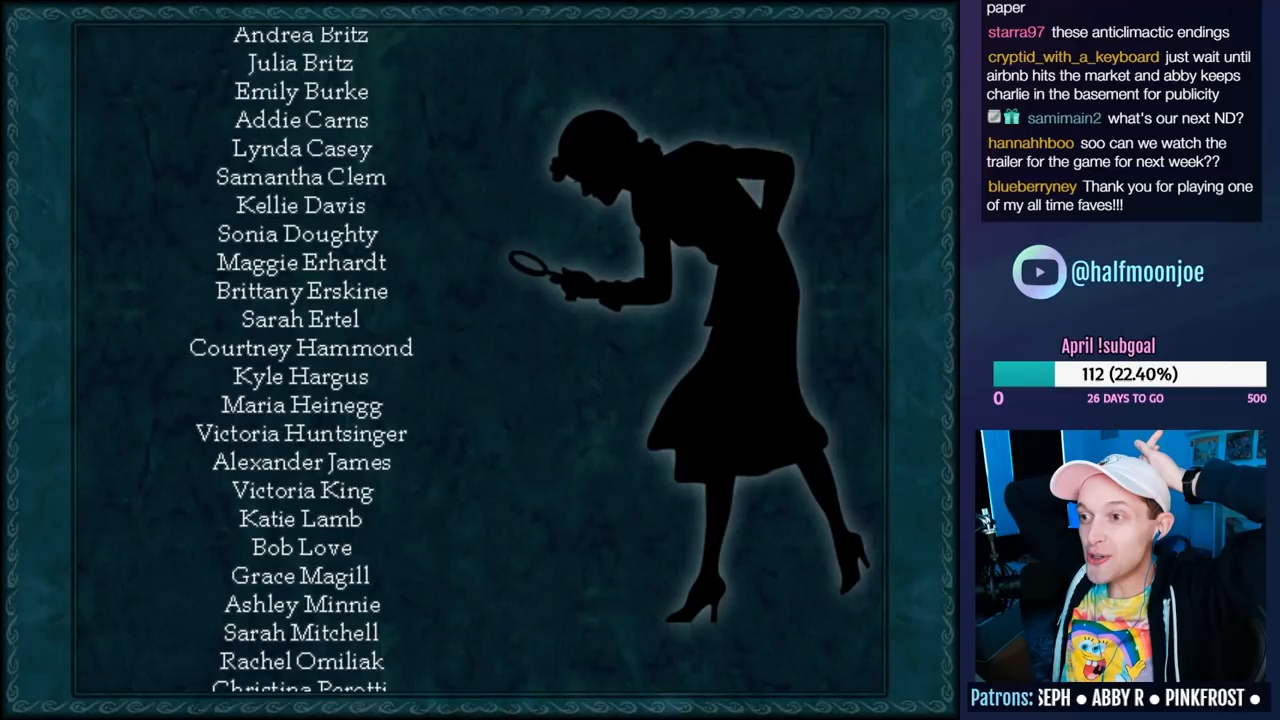 Andrea Britz
Julia Britz
Emily Burke
Addie Carns
Lynda Casey
Samantha Clem
Kellie Davis
Sonia Doughty
Maggie Erhardt
Brittany Erskine
Sarah Ertel
Courtney Hammond
Kyle Hargus
Maria Heinegg
Victoria Huntsinger
Alexander James
Victoria King
Katie Lamb
Bob Love
Grace Magill
Ashley Minnie
Sarah Mitchell
Rachel Omiliak
Christina Perotti
paper
starra97 these anticlimactic endings
cryptid_with_a_keyboard just wait until
airbnb hits the market and abby keeps
charlie in the basement for publicity
samimain2 what's our next ND?
hannahhboo soo can we watch the
trailer for the game for next week??
blueberryney Thank you for playing one
of my all time faves!!!
@halfmoonjoe
April !subgoal
112 (22.40%)
0 26 DAYS TO GO 500
Patrons: SEPH ● ABBY R ● PINKFROST ●